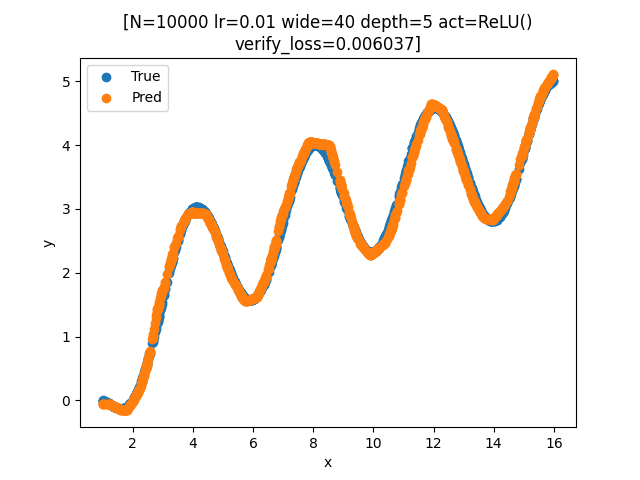 [N=10000 lr=0.01 wide=40 depth=5 act=ReLU()
verify_loss=0.006037]
True
Pred
5
4
3
2
1
0
y
2 4 6 8 10 12 14 16
x